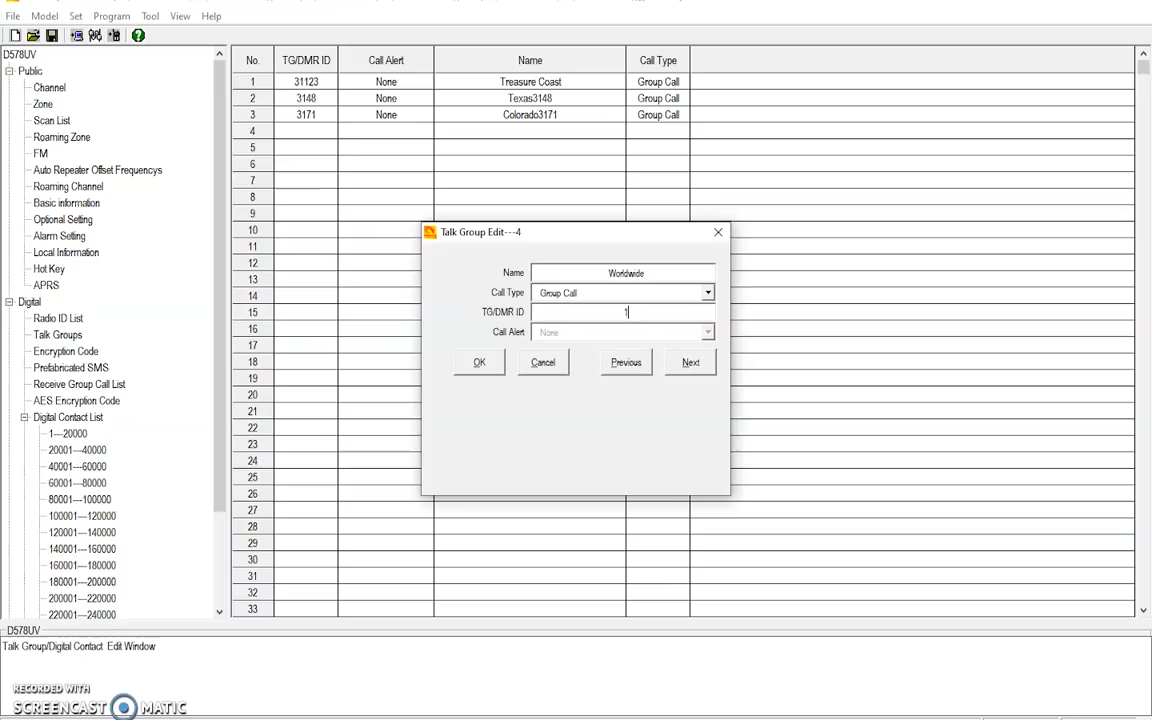 File Model Set Program Tool View Help
D578UV
Public
Channel
Zone
Scan List
Roaming Zone
FM
Auto Repeater Offset Frequencys
Roaming Channel
Basic information
Optional Setting
Alarm Setting
Local Information
Hot Key
APRS
Digital
Radio ID List
Talk Groups
Encryption Code
Prefabricated SMS
Receive Group Call List
AES Encryption Code
Digital Contact List
1---20000
20001---40000
40001---60000
60001---80000
80001---100000
100001---120000
120001---140000
140001---160000
160001---180000
180001---200000
200001---220000
220001---240000
No. TG/DMR ID Call Alert Name Call Type
1 31123 None Treasure Coast Group Call
2 3148 None Texas3148 Group Call
3 3171 None Colorado3171 Group Call
4
5
6
7
8
9
10
11
12
13
14
15
16
17
18
19
20
21
22
23
24
25
26
27
28
29
30
31
32
33
Talk Group Edit---4
Name Worldwide
Call Type Group Call
TG/DMR ID 1
Call Alert None
OK Cancel Previous Next
D578UV
Talk Group/Digital Contact Edit Window
RECORDED WITH
SCREENCAST MATIC